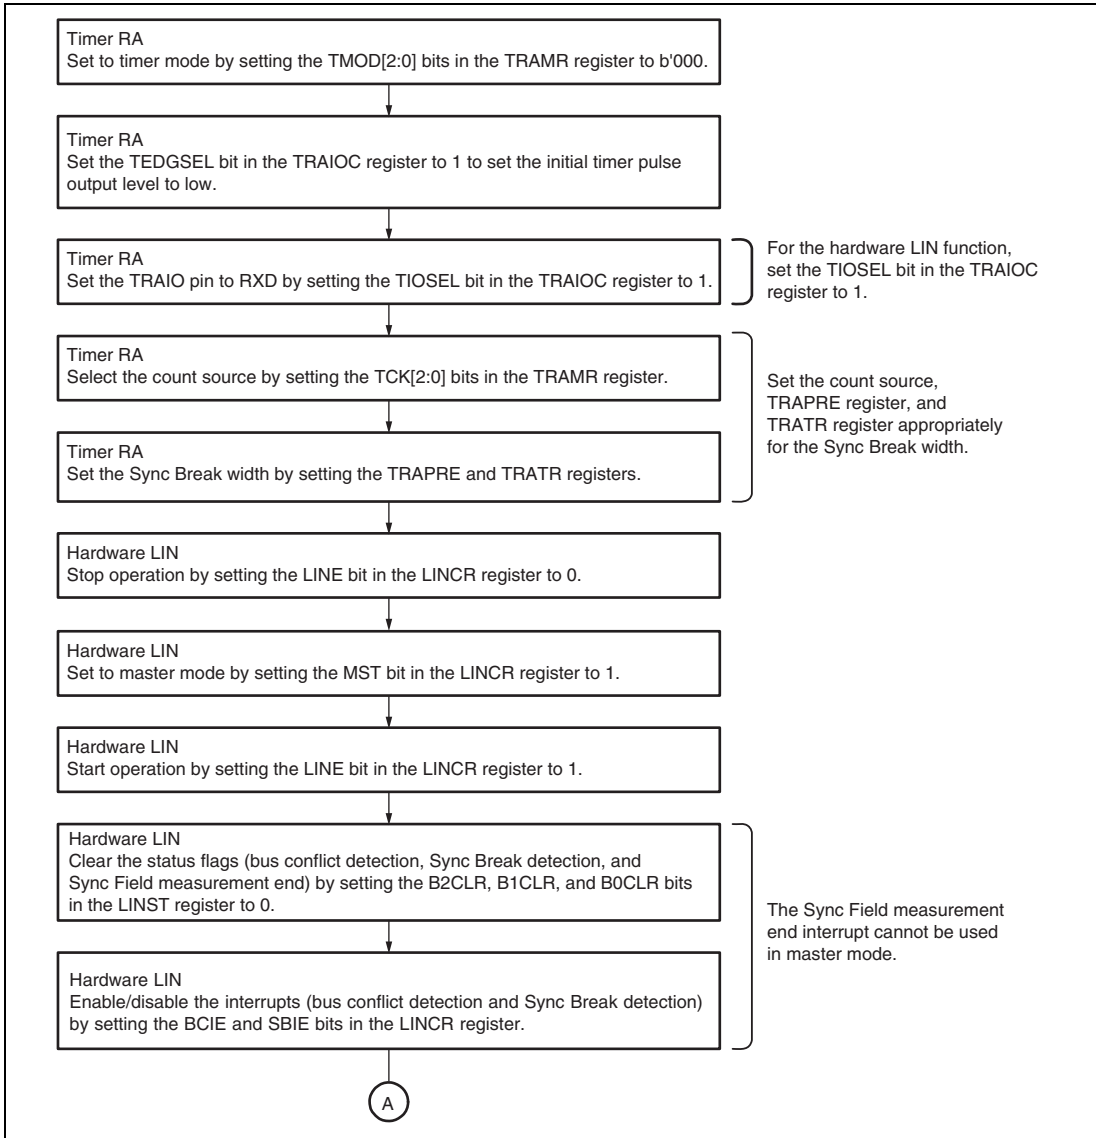 Timer RA
Set to timer mode by setting the TMOD[2:0] bits in the TRAMR register to b'000.
Timer RA
Set the TEDGSEL bit in the TRAIOC register to 1 to set the initial timer pulse
output level to low.
Timer RA
Set the TRAIO pin to RXD by setting the TIOSEL bit in the TRAIOC register to 1.
For the hardware LIN function,
set the TIOSEL bit in the TRAIOC
register to 1.
Timer RA
Select the count source by setting the TCK[2:0] bits in the TRAMR register.
Timer RA
Set the Sync Break width by setting the TRAPRE and TRATR registers.
Set the count source,
TRAPRE register, and
TRATR register appropriately
for the Sync Break width.
Hardware LIN
Stop operation by setting the LINE bit in the LINCR register to 0.
Hardware LIN
Set to master mode by setting the MST bit in the LINCR register to 1.
Hardware LIN
Start operation by setting the LINE bit in the LINCR register to 1.
Hardware LIN
Clear the status flags (bus conflict detection, Sync Break detection, and
Sync Field measurement end) by setting the B2CLR, B1CLR, and B0CLR bits
in the LINST register to 0.
Hardware LIN
Enable/disable the interrupts (bus conflict detection and Sync Break detection)
by setting the BCIE and SBIE bits in the LINCR register.
The Sync Field measurement
end interrupt cannot be used
in master mode.
A